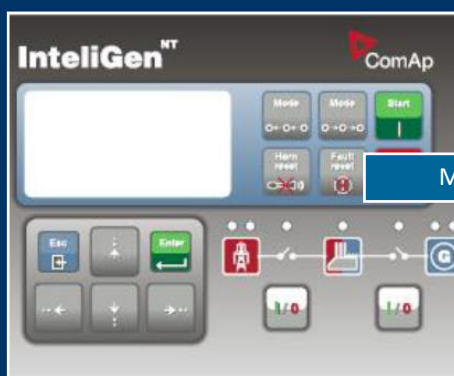 InteliGen NT
ComAp
Mode Mode Start
O←O←O O→O→O I
Horn reset Fault reset
M
Esc Enter
G
I/O I/O